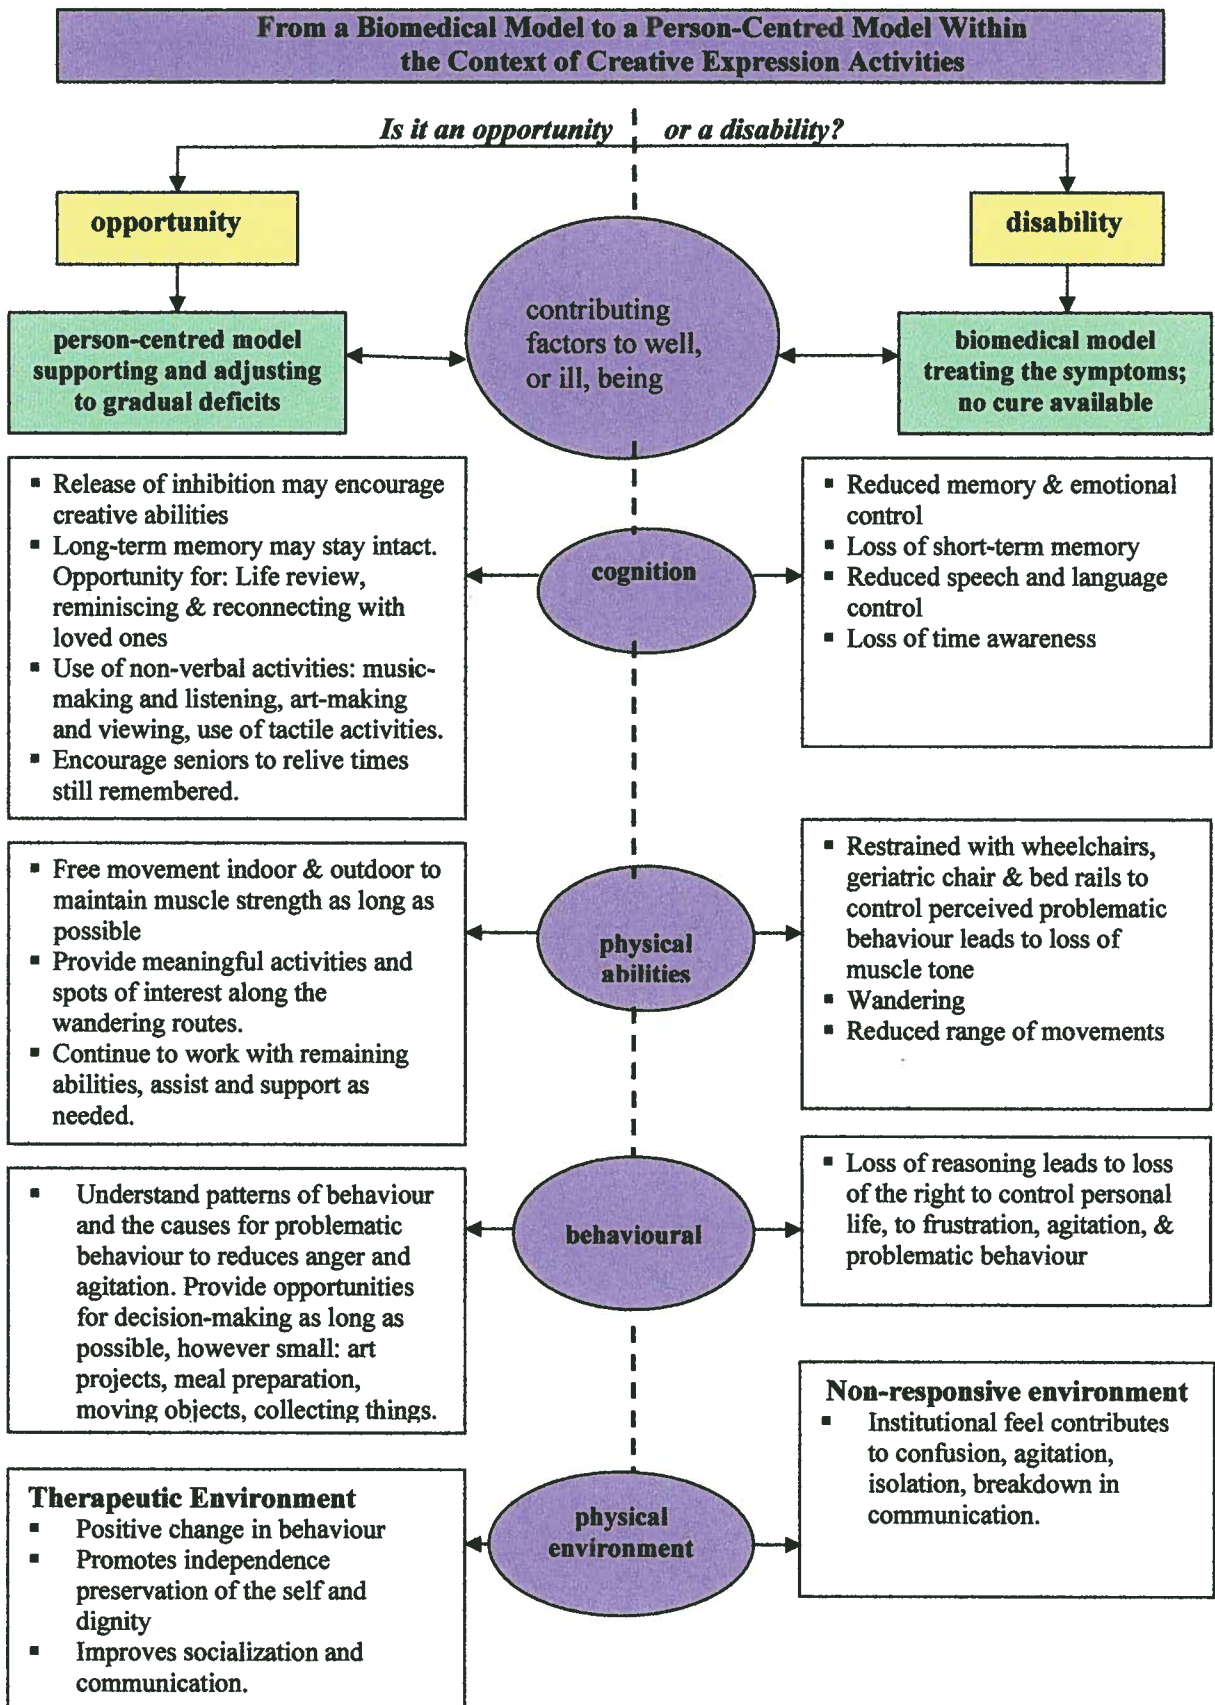 From a Biomedical Model to a Person-Centred Model Within
the Context of Creative Expression Activities
Is it an opportunity or a disability?
opportunity
disability
contributing
factors to well,
or ill, being
person-centred model
supporting and adjusting
to gradual deficits
biomedical model
treating the symptoms;
no cure available
▪ Release of inhibition may encourage
creative abilities
▪ Long-term memory may stay intact.
Opportunity for: Life review,
reminiscing & reconnecting with
loved ones
▪ Use of non-verbal activities: music-
making and listening, art-making
and viewing, use of tactile activities.
▪ Encourage seniors to relive times
still remembered.
cognition
▪ Reduced memory & emotional
control
▪ Loss of short-term memory
▪ Reduced speech and language
control
▪ Loss of time awareness
▪ Free movement indoor & outdoor to
maintain muscle strength as long as
possible
▪ Provide meaningful activities and
spots of interest along the
wandering routes.
▪ Continue to work with remaining
abilities, assist and support as
needed.
physical
abilities
▪ Restrained with wheelchairs,
geriatric chair & bed rails to
control perceived problematic
behaviour leads to loss of
muscle tone
▪ Wandering
▪ Reduced range of movements
▪ Understand patterns of behaviour
and the causes for problematic
behaviour to reduces anger and
agitation. Provide opportunities
for decision-making as long as
possible, however small: art
projects, meal preparation,
moving objects, collecting things.
behavioural
▪ Loss of reasoning leads to loss
of the right to control personal
life, to frustration, agitation, &
problematic behaviour
Therapeutic Environment
▪ Positive change in behaviour
▪ Promotes independence
preservation of the self and
dignity
▪ Improves socialization and
communication.
physical
environment
Non-responsive environment
▪ Institutional feel contributes
to confusion, agitation,
isolation, breakdown in
communication.